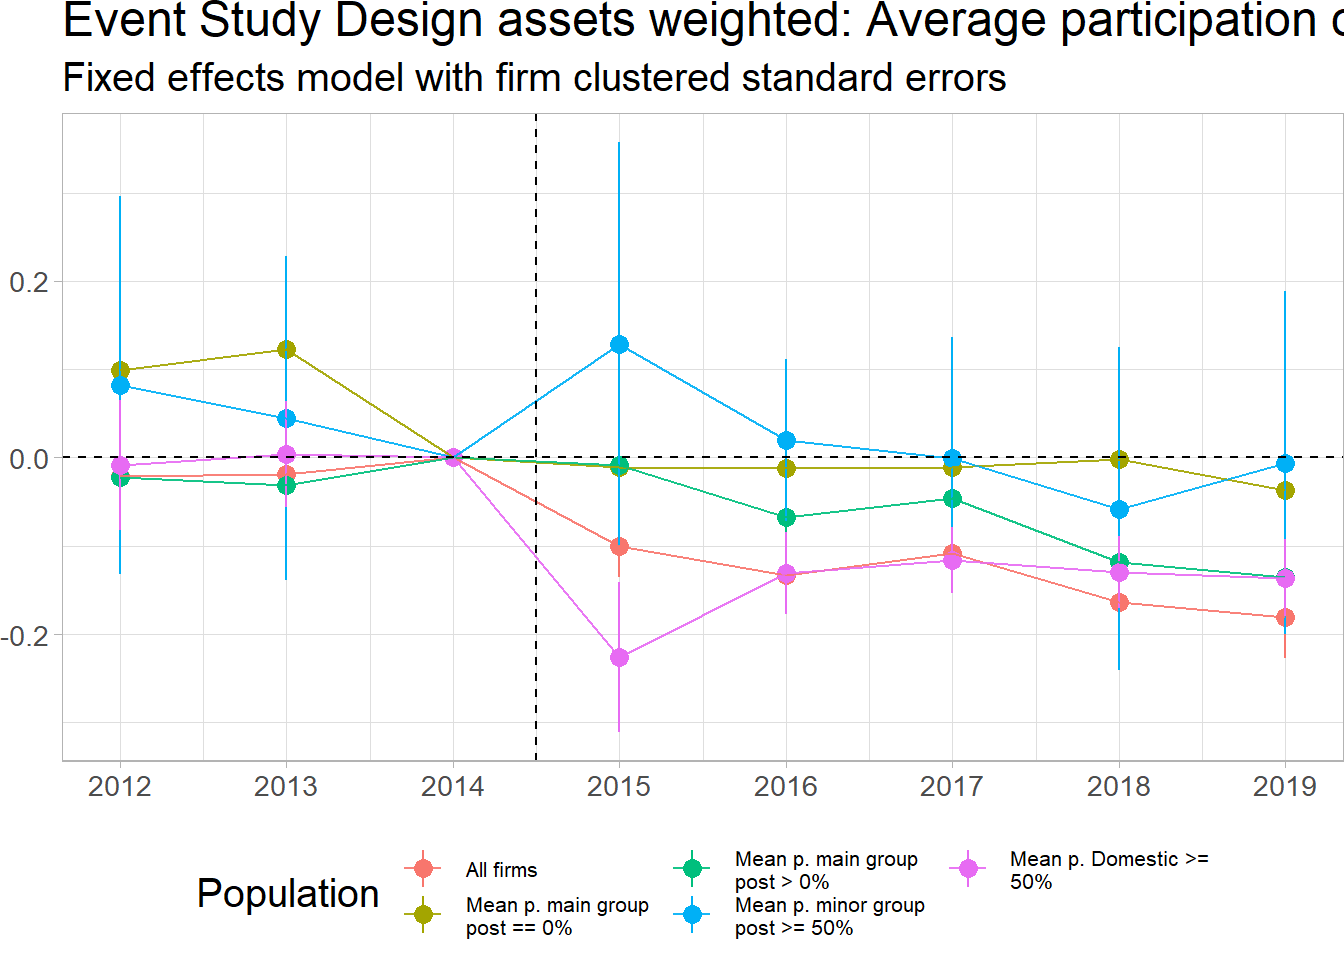 Event Study Design assets weighted: Average participation
Fixed effects model with firm clustered standard errors
0.2
0.0
-0.2
2012 2013 2014 2015 2016 2017 2018 2019
Population
All firms
Mean p. main group
post == 0%
Mean p. main group
post > 0%
Mean p. minor group
post >= 50%
Mean p. Domestic >=
50%